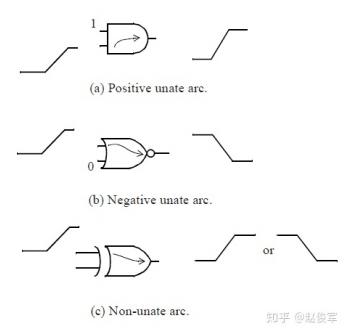 1
(a) Positive unate arc.
0
(b) Negative unate arc.
or
(c) Non-unate arc.
知乎 @赵俊军